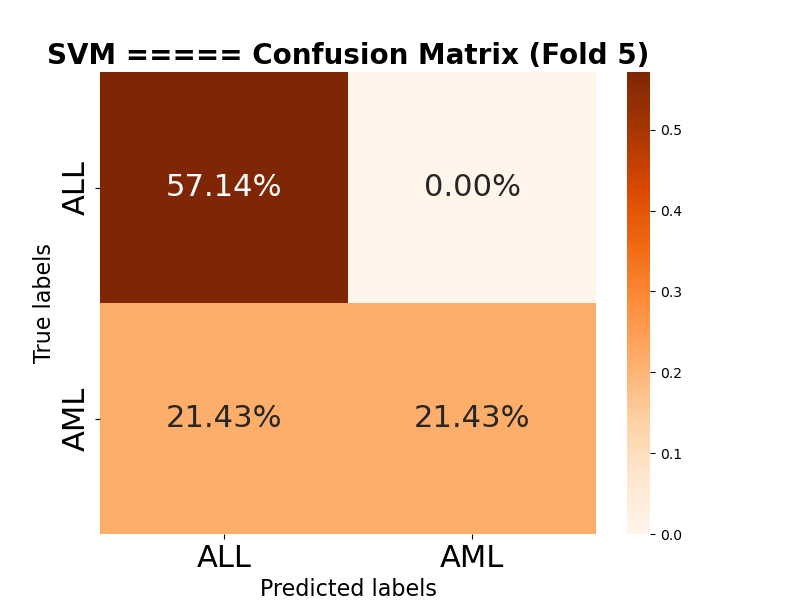 SVM ===== Confusion Matrix (Fold 5)
True labels
ALL
57.14%
0.00%
AML
21.43%
21.43%
ALL
AML
Predicted labels
0.5
0.4
0.3
0.2
0.1
0.0